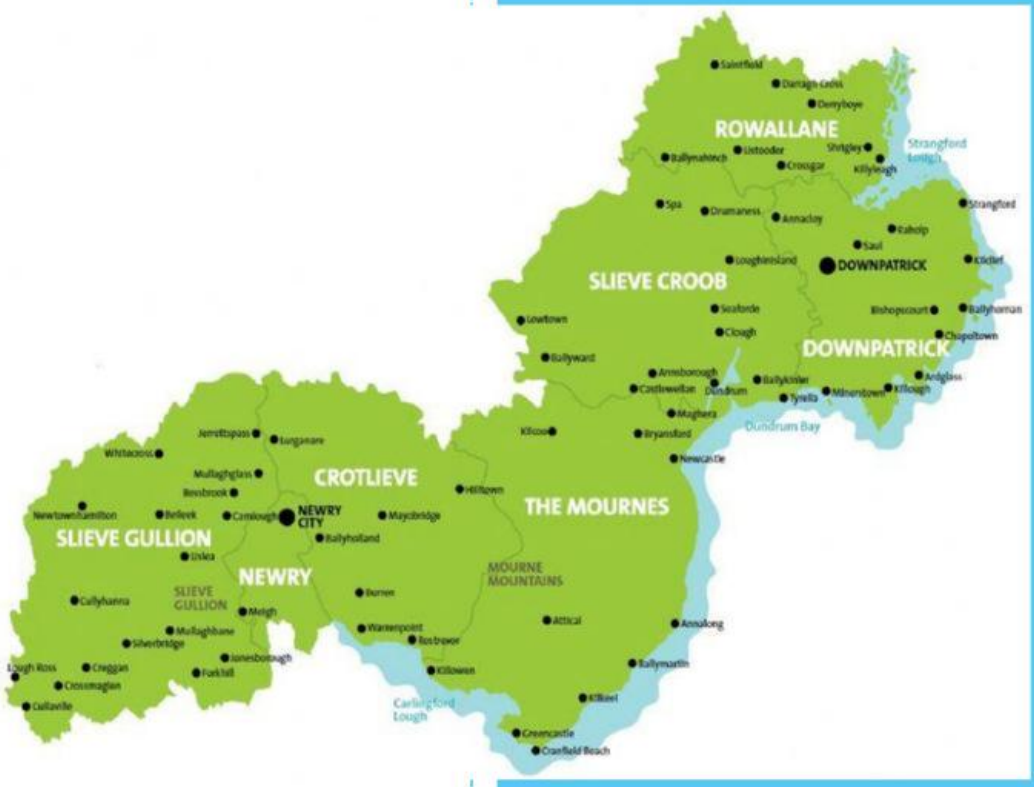 Saintfield
Darragh Cross
Derryboye
ROWALLANE
Listooder
Shrigley
Strangford
Lough
Ballynahinch
Crossgar
Killyleagh
Spa
Drumaness
Annacloy
Strangford
Raholp
Saul
Loughinisland
DOWNPATRICK
Kilclief
SLIEVE CROOB
Seaforde
Bishopscourt
Ballyhornan
Lowtown
Clough
Chapeltown
DOWNPATRICK
Ballyward
Annsborough
Ardglass
Castlewellan
Dundrum
Ballykinler
Tyrella
Minerstown
Killough
Maghera
Dundrum Bay
Kilcoo
Bryansford
Newcastle
Jerrettspass
Lurganare
Whitecross
Mullaghglass
CROTLIEVE
Bessbrook
Hilltown
THE MOURNES
Newtownhamilton
Belleek
Camlough
NEWRY
CITY
Mayobridge
SLIEVE GULLION
Ballyholland
Lislea
NEWRY
MOURNE
MOUNTAINS
SLIEVE
GULLION
Cullyhanna
Burren
Meigh
Attical
Annalong
Mullaghbane
Warrenpoint
Rostrevor
Silverbridge
Jonesborough
Lough Ross
Creggan
Forkhill
Killowen
Ballymartin
Crossmaglen
Cullaville
Carlingford
Lough
Kilkeel
Greencastle
Cranfield Beach